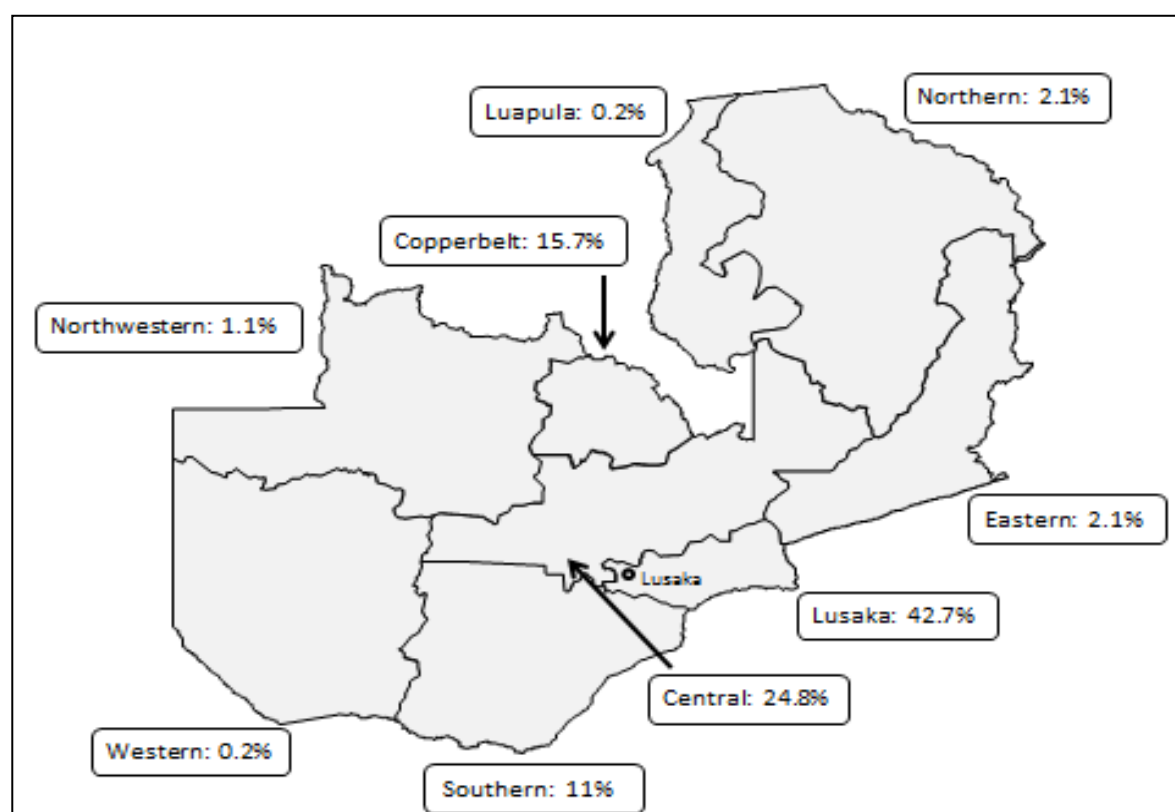 Northern: 2.1%
Luapula: 0.2%
Copperbelt: 15.7%
Northwestern: 1.1%
Eastern: 2.1%
Lusaka
Lusaka: 42.7%
Central: 24.8%
Western: 0.2%
Southern: 11%